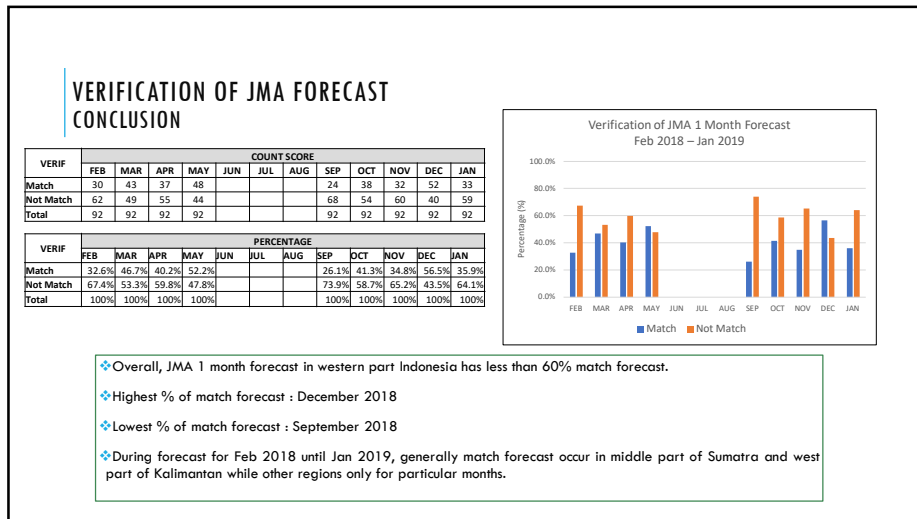 VERIFICATION OF JMA FORECAST
CONCLUSION
VERIF COUNT SCORE
FEB MAR APR MAY JUN JUL AUG SEP OCT NOV DEC JAN
Match 30 43 37 48 24 38 32 52 33
Not Match 62 49 55 44 68 54 60 40 59
Total 92 92 92 92 92 92 92 92 92
VERIF PERCENTAGE
FEB MAR APR MAY JUN JUL AUG SEP OCT NOV DEC JAN
Match 32.6% 46.7% 40.2% 52.2% 26.1% 41.3% 34.8% 56.5% 35.9%
Not Match 67.4% 53.3% 59.8% 47.8% 73.9% 58.7% 65.2% 43.5% 64.1%
Total 100% 100% 100% 100% 100% 100% 100% 100% 100%
Verification of JMA 1 Month Forecast
Feb 2018 – Jan 2019
Percentage (%)
100.0%
80.0%
60.0%
40.0%
20.0%
0.0%
FEB MAR APR MAY JUN JUL AUG SEP OCT NOV DEC JAN
Match Not Match
❖Overall, JMA 1 month forecast in western part Indonesia has less than 60% match forecast.
❖Highest % of match forecast : December 2018
❖Lowest % of match forecast : September 2018
❖During forecast for Feb 2018 until Jan 2019, generally match forecast occur in middle part of Sumatra and west
part of Kalimantan while other regions only for particular months.